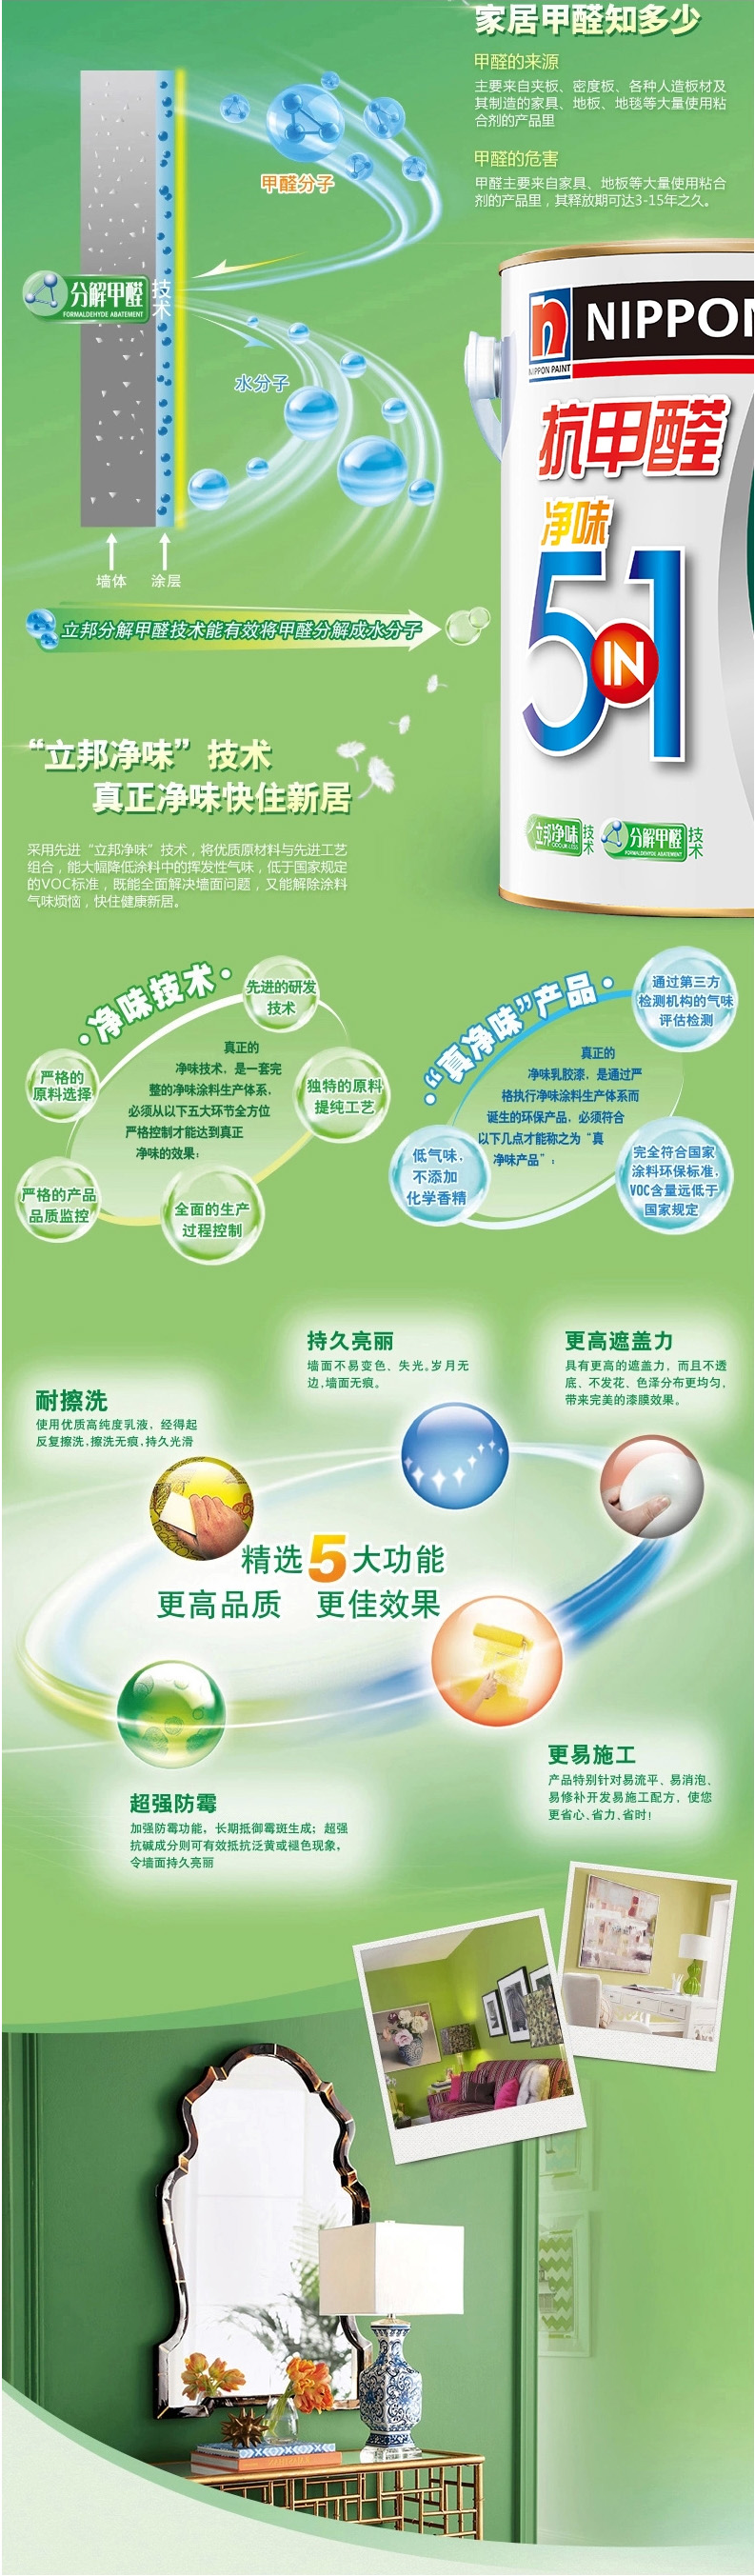 家居甲醛知多少
甲醛的来源
主要来自夹板、密度板、各种人造板材及
其制造的家具、地板、地毯等大量使用粘
合剂的产品里
甲醛的危害
甲醛主要来自家具、地板等大量使用粘合
剂的产品里，其释放期可达3-15年之久。
甲醛分子
分解甲醛
FORMALDEHYDE ABATEMENT
技术
水分子
墙体 涂层
立邦分解甲醛技术能有效将甲醛分解成水分子
n
NIPPON PAINT
NIPPON
抗甲醛
净味
5 IN 1
立邦净味 技术
分解甲醛 技术
“立邦净味”技术
真正净味快住新居
采用先进“立邦净味”技术，将优质原材料与先进工艺
组合，能大幅降低涂料中的挥发性气味，低于国家规定
的VOC标准，既能全面解决墙面问题，又能解除涂料
气味烦恼，快住健康新居。
·净味技术·
先进的研发
技术
严格的
原料选择
独特的原料
提纯工艺
严格的产品
品质监控
全面的生产
过程控制
真正的
净味技术，是一套完
整的净味涂料生产体系，
必须从以下五大环节全方位
严格控制才能达到真正
净味的效果：
·“真净味”产品·
通过第三方
检测机构的气味
评估检测
真正的
净味乳胶漆，是通过严
格执行净味涂料生产体系而
诞生的环保产品，必须符合
以下几点才能称之为“真
净味产品”：
低气味，
不添加
化学香精
完全符合国家
涂料环保标准，
VOC含量远低于
国家规定
持久亮丽
墙面不易变色、失光。岁月无
边，墙面无痕。
更高遮盖力
具有更高的遮盖力，而且不透
底、不发花、色泽分布更均匀，
带来完美的漆膜效果。
耐擦洗
使用优质高纯度乳液，经得起
反复擦洗，擦洗无痕，持久光滑
精选5大功能
更高品质 更佳效果
更易施工
产品特别针对易流平、易消泡、
易修补开发易施工配方，使您
更省心、省力、省时！
超强防霉
加强防霉功能，长期抵御霉斑生成；超强
抗碱成分则可有效抵抗泛黄或褪色现象，
令墙面持久亮丽